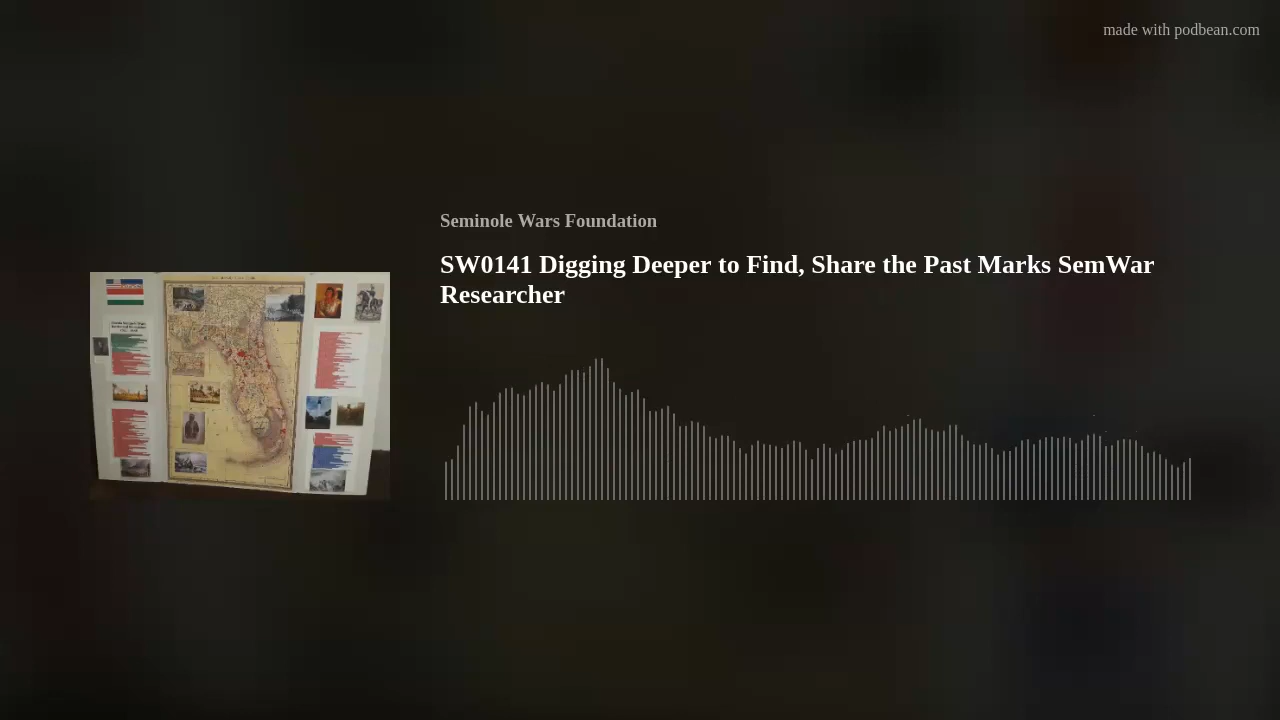 made with podbean.com
Seminole Wars Foundation
SW0141 Digging Deeper to Find, Share the Past Marks SemWar
Researcher